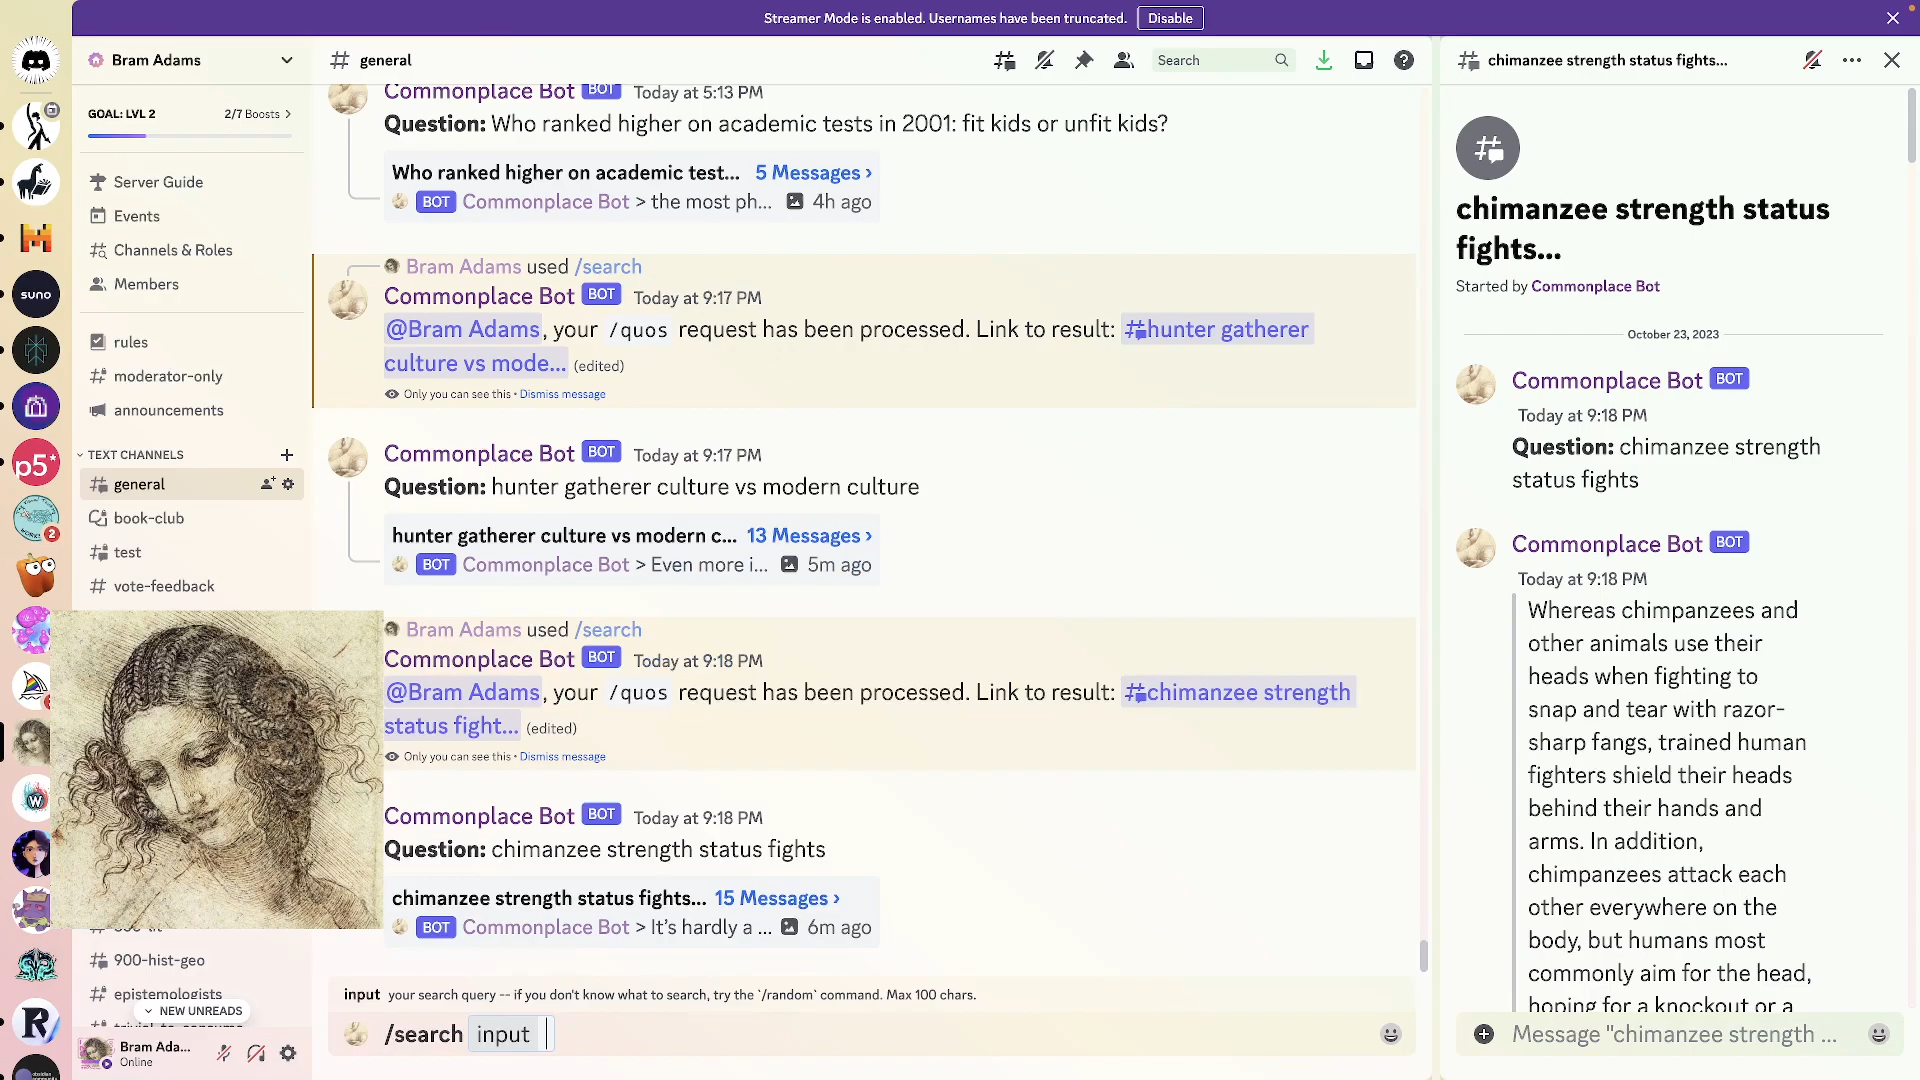 Streamer Mode is enabled. Usernames have been truncated. Disable
Bram Adams
GOAL: LVL 2 2/7 Boosts >
Server Guide
Events
Channels & Roles
Members
rules
moderator-only
announcements
TEXT CHANNELS
general
book-club
test
vote-feedback
900-hist-geo
epistemologists
NEW UNREADS
Bram Ada...
Online
suno
p5*
2
W
R
general
Search
Commonplace Bot BOT Today at 5:13 PM
Question: Who ranked higher on academic tests in 2001: fit kids or unfit kids?
Who ranked higher on academic test... 5 Messages ›
BOT Commonplace Bot > the most ph... 4h ago
Bram Adams used /search
Commonplace Bot BOT Today at 9:17 PM
@Bram Adams, your /quos request has been processed. Link to result: hunter gatherer
culture vs mode... (edited)
Only you can see this • Dismiss message
Commonplace Bot BOT Today at 9:17 PM
Question: hunter gatherer culture vs modern culture
hunter gatherer culture vs modern c... 13 Messages ›
BOT Commonplace Bot > Even more i... 5m ago
Bram Adams used /search
Commonplace Bot BOT Today at 9:18 PM
@Bram Adams, your /quos request has been processed. Link to result: chimanzee strength
status fight... (edited)
Only you can see this • Dismiss message
Commonplace Bot BOT Today at 9:18 PM
Question: chimanzee strength status fights
chimanzee strength status fights... 15 Messages ›
BOT Commonplace Bot > It's hardly a ... 6m ago
input your search query -- if you don't know what to search, try the `/random` command. Max 100 chars.
/search input
chimanzee strength status fights...
chimanzee strength status
fights...
Started by Commonplace Bot
October 23, 2023
Commonplace Bot BOT
Today at 9:18 PM
Question: chimanzee strength
status fights
Commonplace Bot BOT
Today at 9:18 PM
Whereas chimpanzees and
other animals use their
heads when fighting to
snap and tear with razor-
sharp fangs, trained human
fighters shield their heads
behind their hands and
arms. In addition,
chimpanzees attack each
other everywhere on the
body, but humans most
commonly aim for the head,
hoping for a knockout or a
Message "chimanzee strength ...